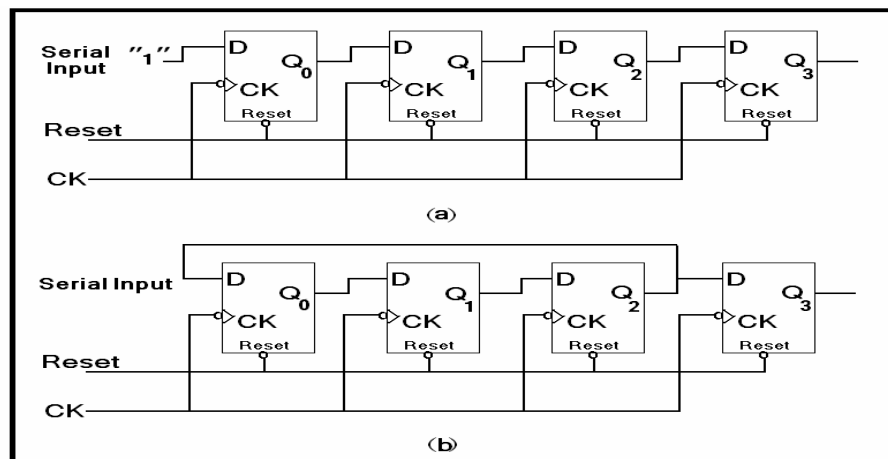 Serial "1" D Q0 D Q1 D Q2 D Q3
Input CK CK CK CK
Reset Reset Reset Reset
Reset
CK
(a)
Serial Input D Q0 D Q1 D Q2 D Q3
CK CK CK CK
Reset Reset Reset Reset
Reset
CK
(b)